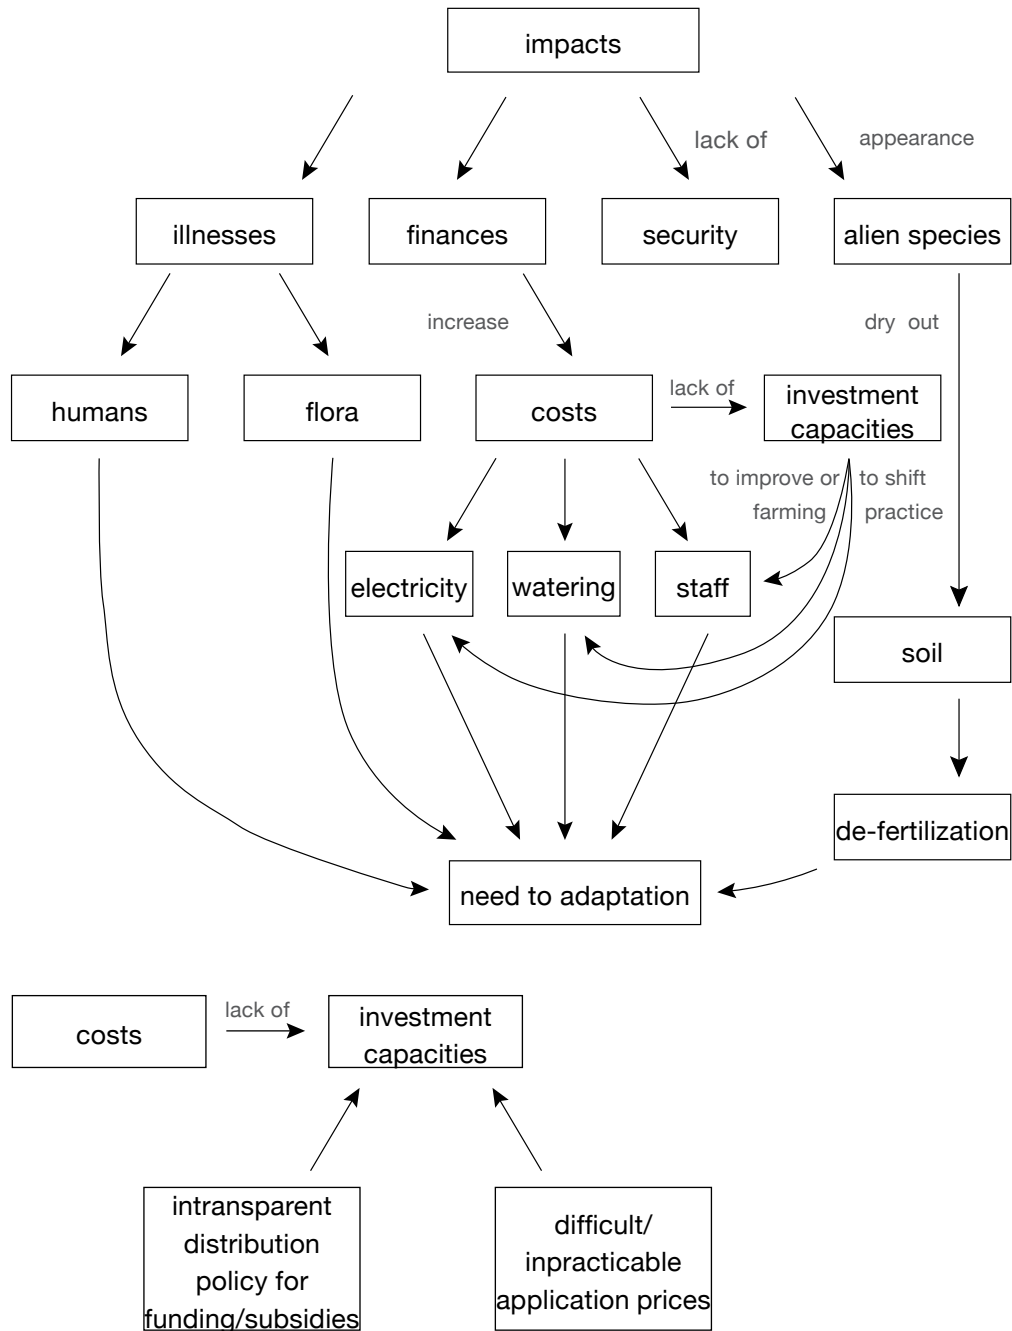 impacts
lack of
appearance
illnesses
finances
security
alien species
increase
dry out
humans
flora
costs
lack of
investment
capacities
to improve or
to shift
farming
practice
electricity
watering
staff
soil
de-fertilization
need to adaptation
costs
lack of
investment
capacities
intransparent
distribution
policy for
funding/subsidies
difficult/
inpracticable
application prices